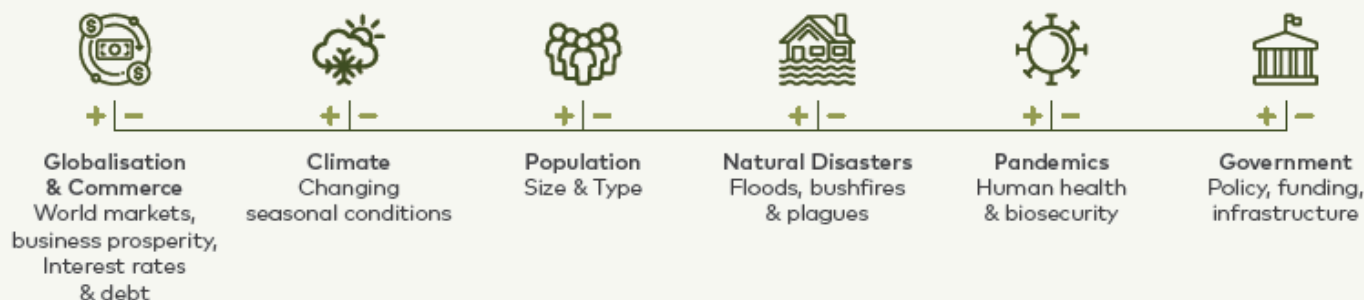 + -
+ -
+ -
+ -
+ -
+ -
Globalisation
& Commerce
World markets,
business prosperity,
Interest rates
& debt
Climate
Changing
seasonal conditions
Population
Size & Type
Natural Disasters
Floods, bushfires
& plagues
Pandemics
Human health
& biosecurity
Government
Policy, funding,
infrastructure